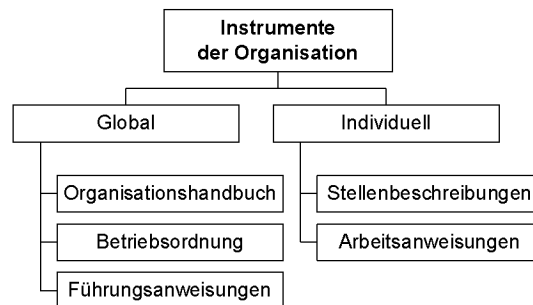 Instrumente
der Organisation
Global
Individuell
Organisationshandbuch
Betriebsordnung
Führungsanweisungen
Stellenbeschreibungen
Arbeitsanweisungen